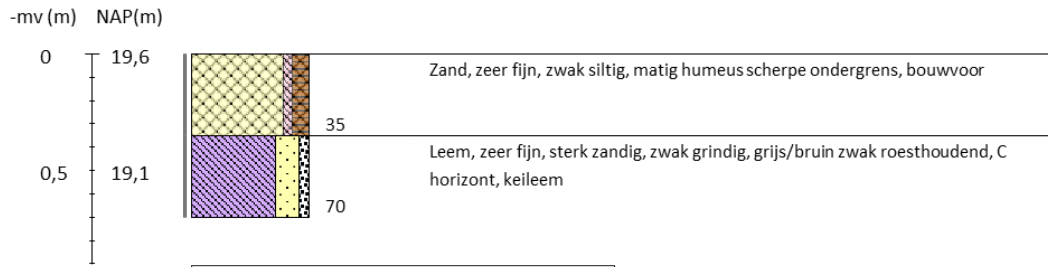 -mv (m) NAP(m)
0 19,6
Zand, zeer fijn, zwak siltig, matig humeus scherpe ondergrens, bouwvoor
35
Leem, zeer fijn, sterk zandig, zwak grindig, grijs/bruin zwak roesthoudend, C
0,5 19,1
horizont, keileem
70